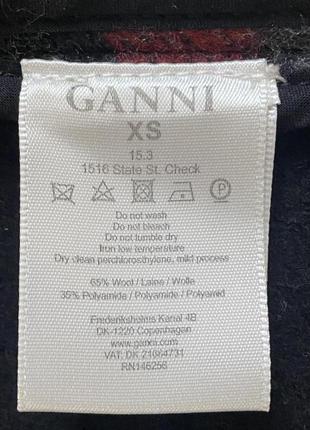 GANNI
XS
15.3
1516 State St. Check
P
Do not wash
Do not bleach
Do not tumble dry
Iron low temperature
Dry clean perchlorosthylene, mild process
65% Wool / Laine / Wolle
35% Polyamide / Polyamide / Polyamid
Frederiksholms Kanal 4B
DK-1220 Copenhagen
www.ganni.com
VAT: DK 21664731
RN146256